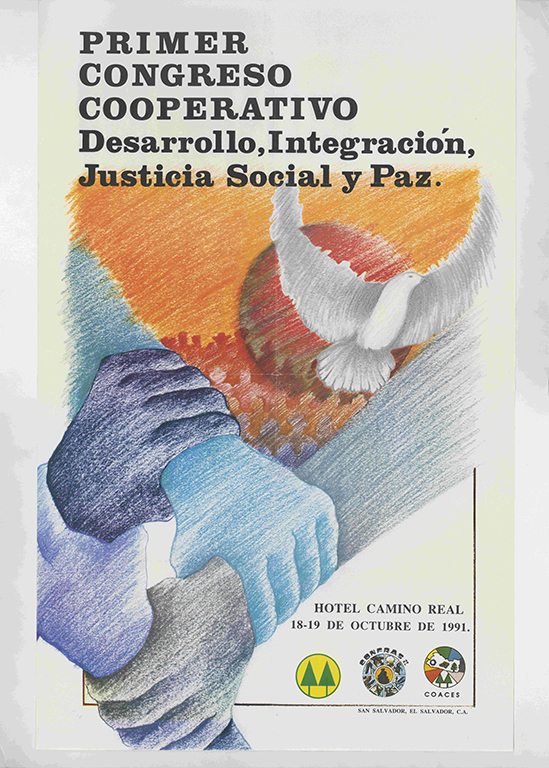 PRIMER
CONGRESO
COOPERATIVO
Desarrollo, Integración,
Justicia Social y Paz.
HOTEL CAMINO REAL
18-19 DE OCTUBRE DE 1991.
COACES
SAN SALVADOR, EL SALVADOR, C.A.